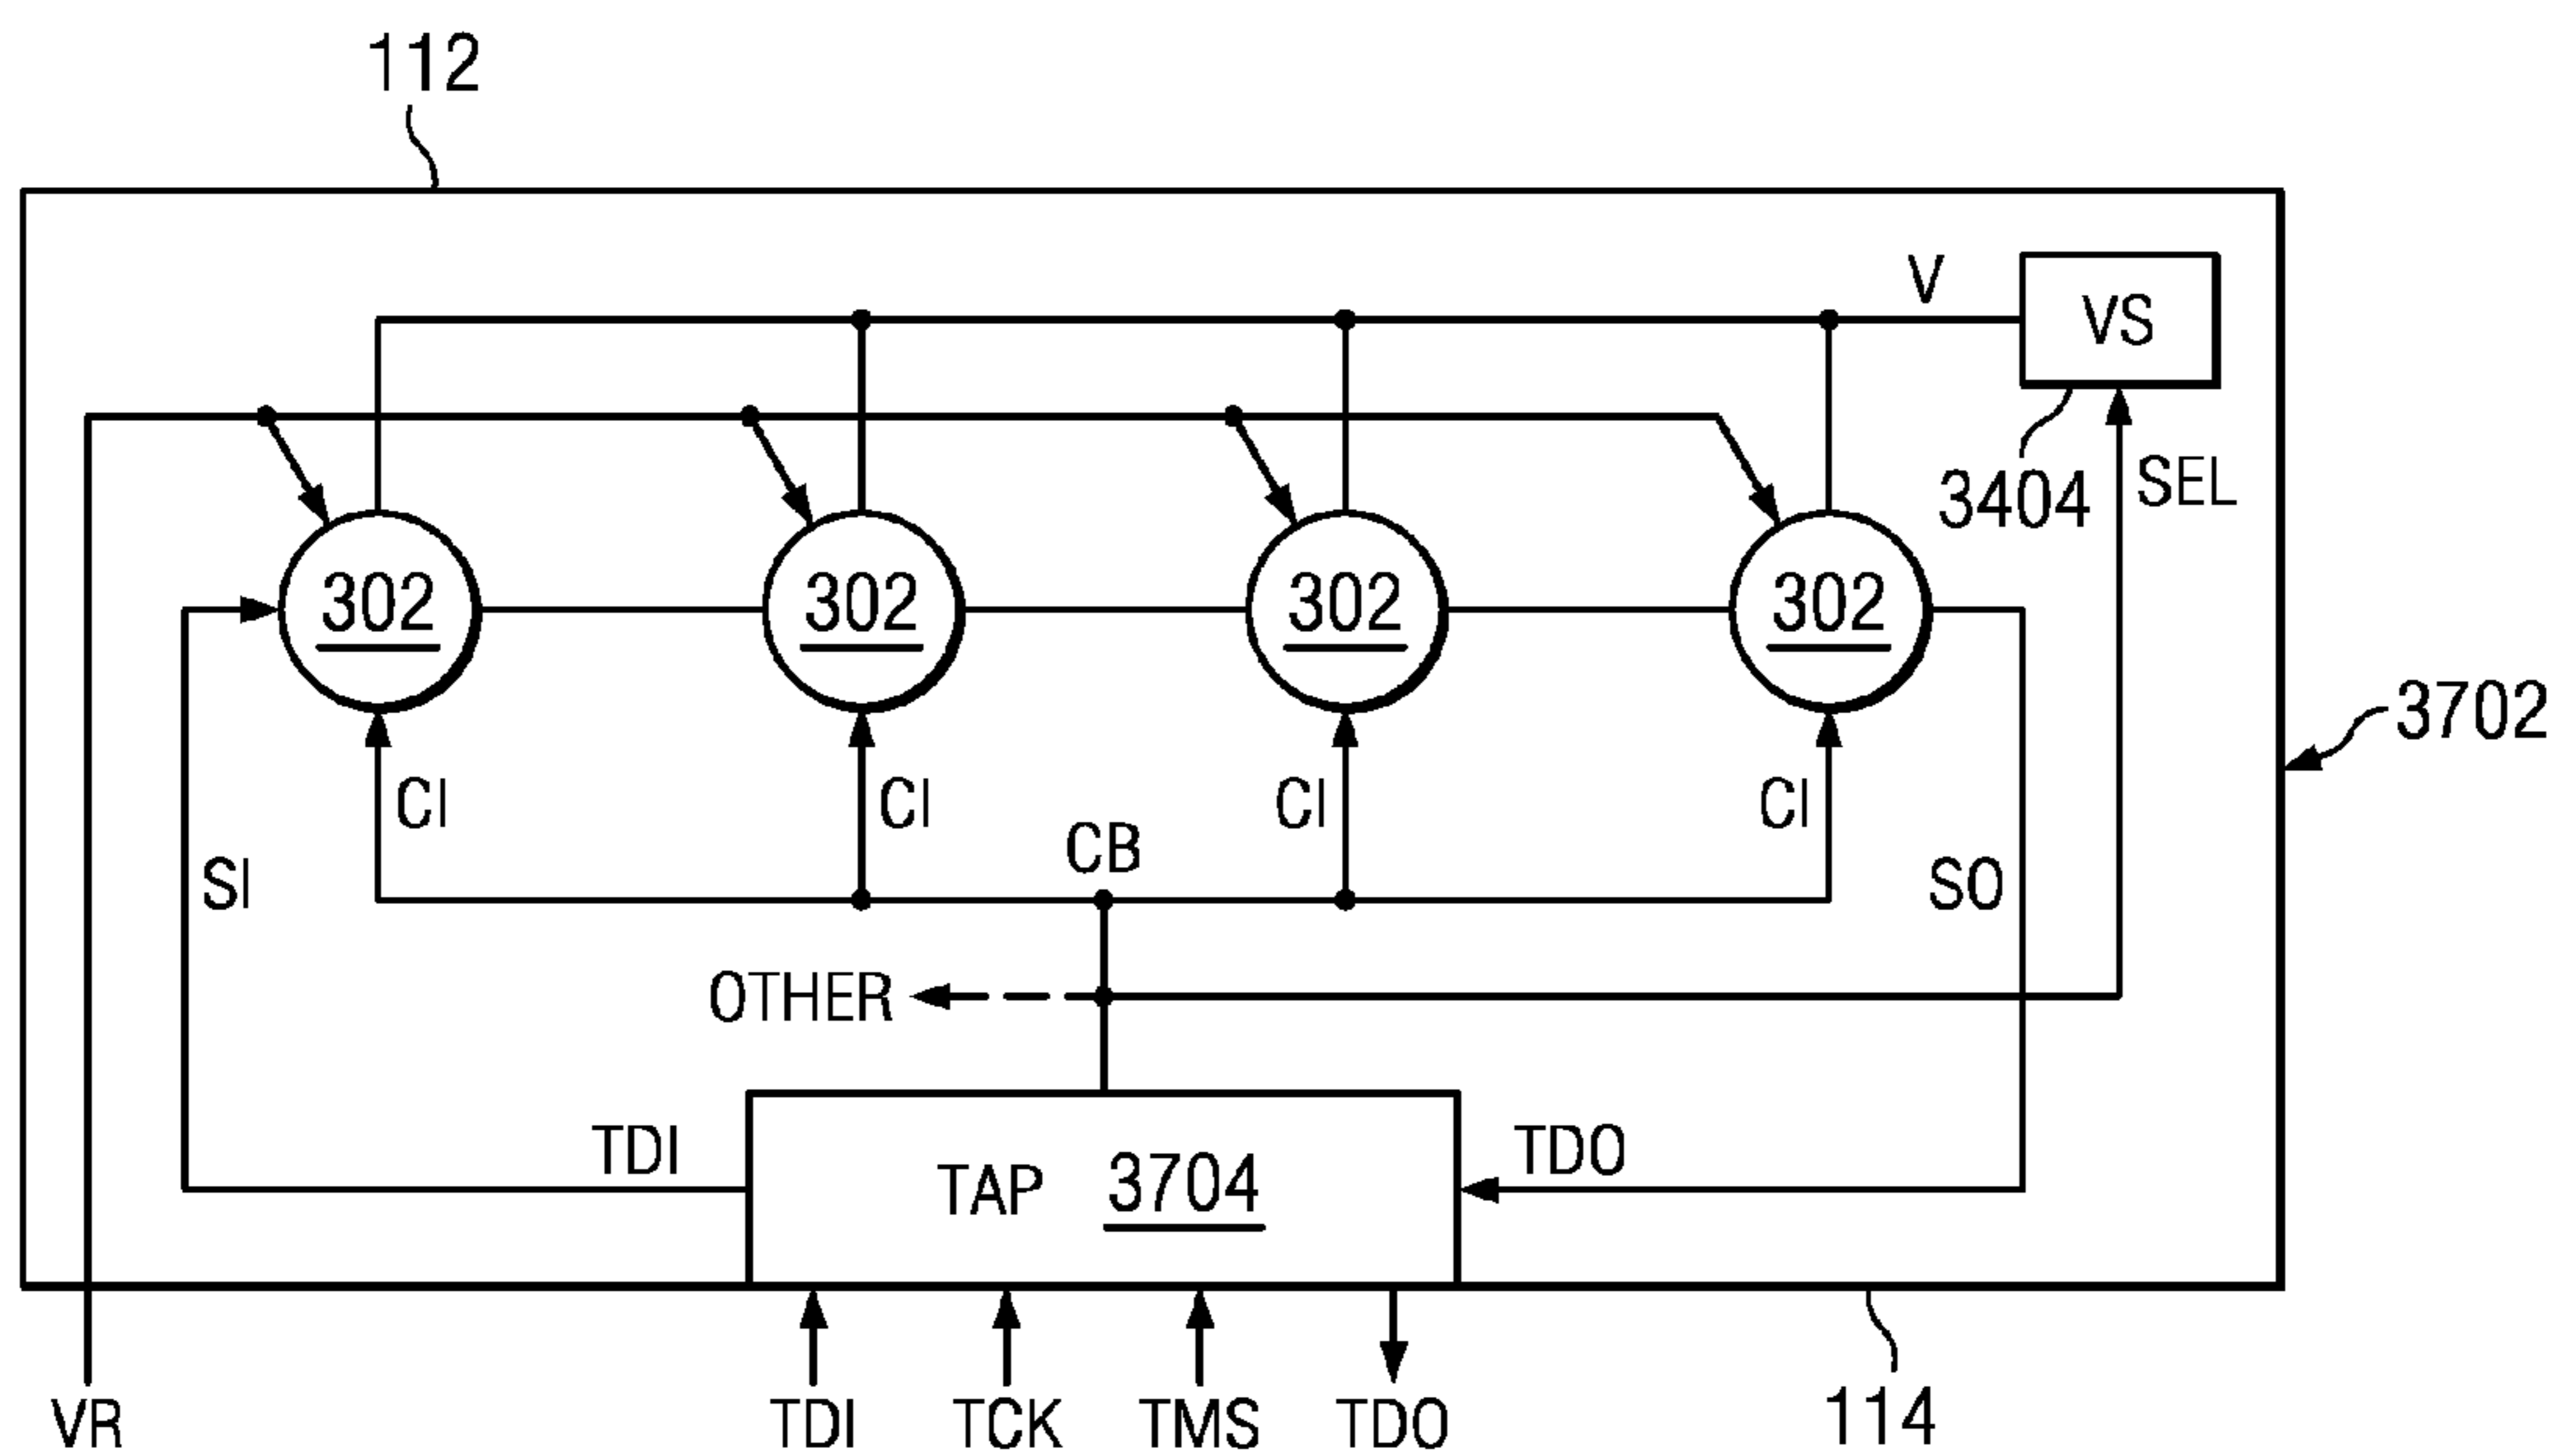 112
V
VS
3404
SEL
302
302
302
302
3702
CI
CI
CI
CI
CB
SI
SO
OTHER
TDI
TDO
TAP 3704
VR
TDI
TCK
TMS
TDO
114